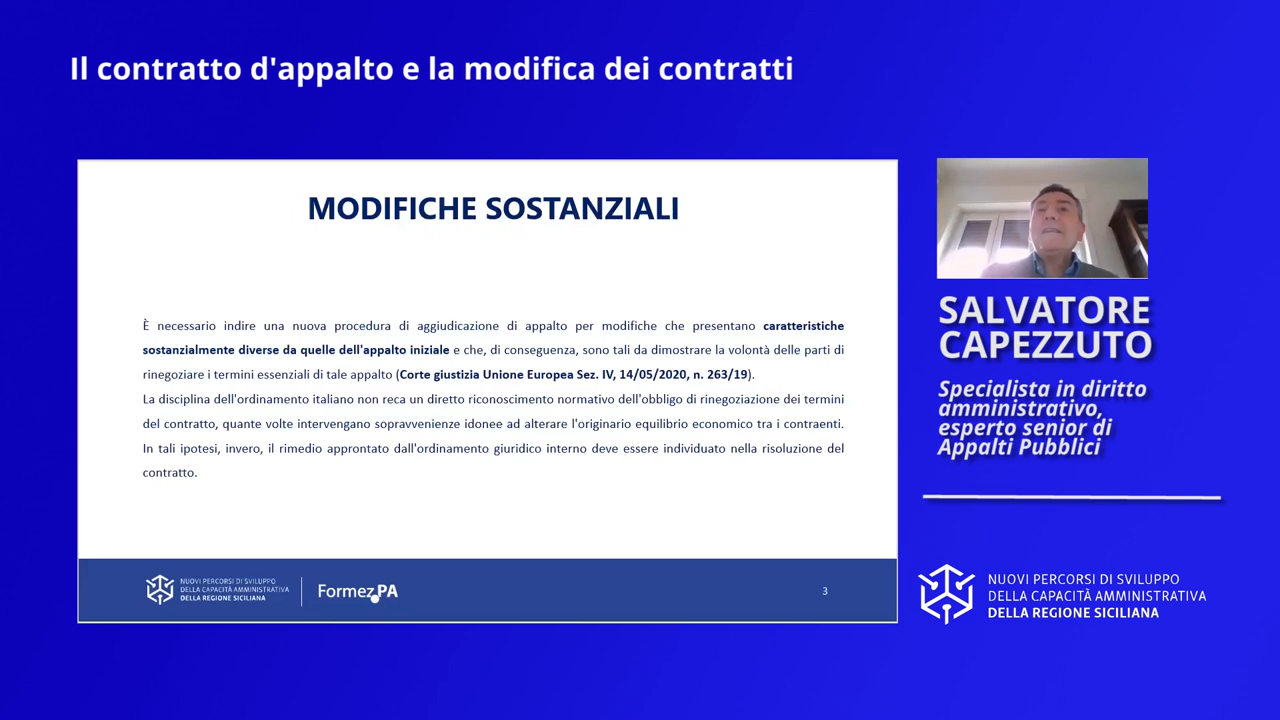 Il contratto d'appalto e la modifica dei contratti
MODIFICHE SOSTANZIALI
È necessario indire una nuova procedura di aggiudicazione di appalto per modifiche che presentano caratteristiche
sostanzialmente diverse da quelle dell'appalto iniziale e che, di conseguenza, sono tali da dimostrare la volontà delle parti di
rinegoziare i termini essenziali di tale appalto (Corte giustizia Unione Europea Sez. IV, 14/05/2020, n. 263/19).
La disciplina dell'ordinamento italiano non reca un diretto riconoscimento normativo dell'obbligo di rinegoziazione dei termini
del contratto, quante volte intervengano sopravvenienze idonee ad alterare l'originario equilibrio economico tra i contraenti.
In tali ipotesi, invero, il rimedio approntato dall'ordinamento giuridico interno deve essere individuato nella risoluzione del
contratto.
NUOVI PERCORSI DI SVILUPPO
DELLA CAPACITÀ AMMINISTRATIVA
DELLA REGIONE SICILIANA
Formez PA
3
SALVATORE
CAPEZZUTO
Specialista in diritto
amministrativo,
esperto senior di
Appalti Pubblici
NUOVI PERCORSI DI SVILUPPO
DELLA CAPACITÀ AMMINISTRATIVA
DELLA REGIONE SICILIANA